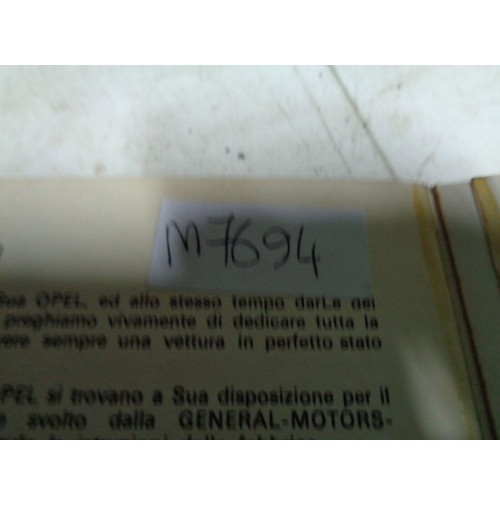 M7694
Sua OPEL, ed allo stesso tempo darLe dei
preghiamo vivamente di dedicare tutta la
vere sempre una vettura in perfetto stato
OPEL si trovano a Sua disposizione per il
e svolto dalla GENERAL-MOTORS-